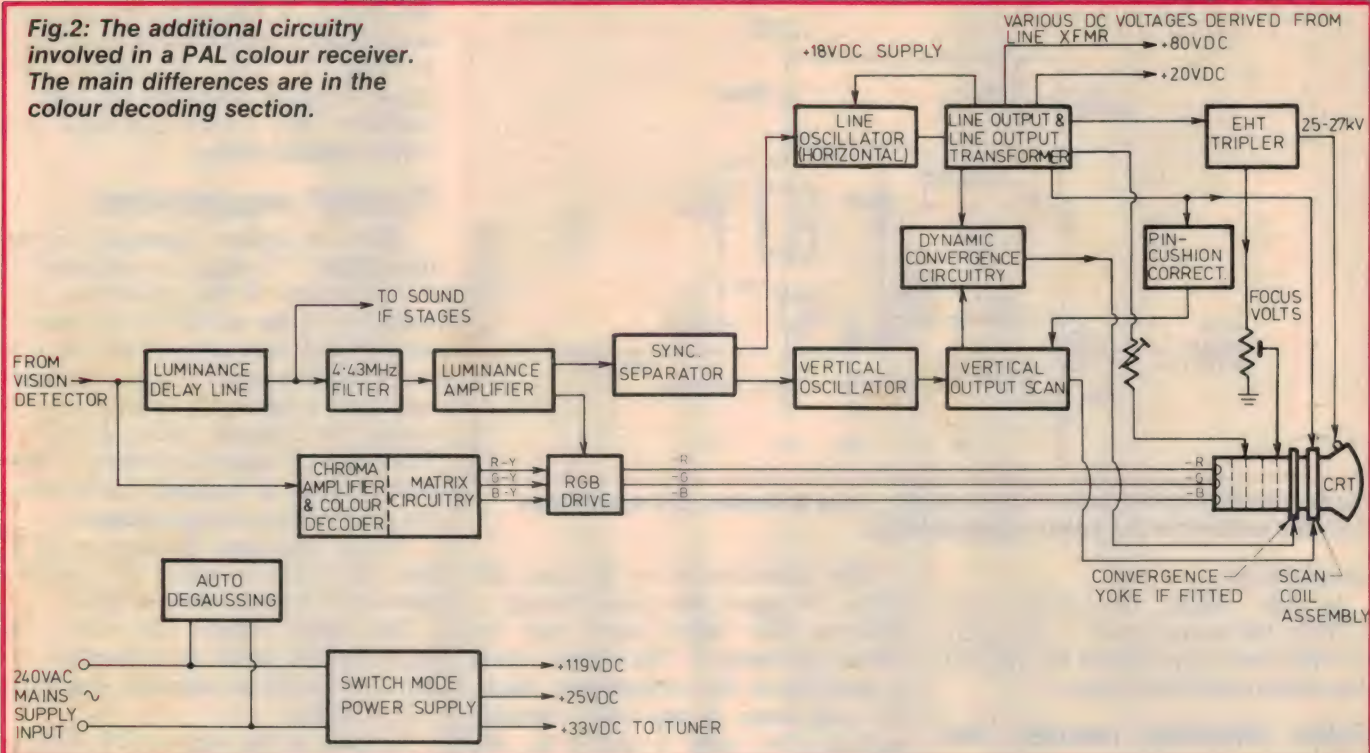 Fig.2: The additional circuitry
involved in a PAL colour receiver.
The main differences are in the
colour decoding section.
VARIOUS DC VOLTAGES DERIVED FROM
LINE XFMR
+80VDC
+18VDC SUPPLY
+20VDC
LINE
OSCILLATOR
(HORIZONTAL)
LINE OUTPUT &
LINE OUTPUT
TRANSFORMER
EHT
TRIPLER
25-27kV
DYNAMIC
CONVERGENCE
CIRCUITRY
PIN-
CUSHION
CORRECT.
TO SOUND
IF STAGES
FOCUS
VOLTS
FROM
VISION
DETECTOR
LUMINANCE
DELAY LINE
4·43MHz
FILTER
LUMINANCE
AMPLIFIER
SYNC.
SEPARATOR
VERTICAL
OSCILLATOR
VERTICAL
OUTPUT SCAN
CHROMA
AMPLIFIER
& COLOUR
DECODER
MATRIX
CIRCUITRY
R-Y
G-Y
B-Y
RGB
DRIVE
-R
-G
-B
-R
-G
-B
CRT
CONVERGENCE
YOKE IF FITTED
SCAN
COIL
ASSEMBLY
AUTO
DEGAUSSING
240VAC
MAINS
SUPPLY
INPUT
SWITCH MODE
POWER SUPPLY
+119VDC
+25VDC
+33VDC TO TUNER